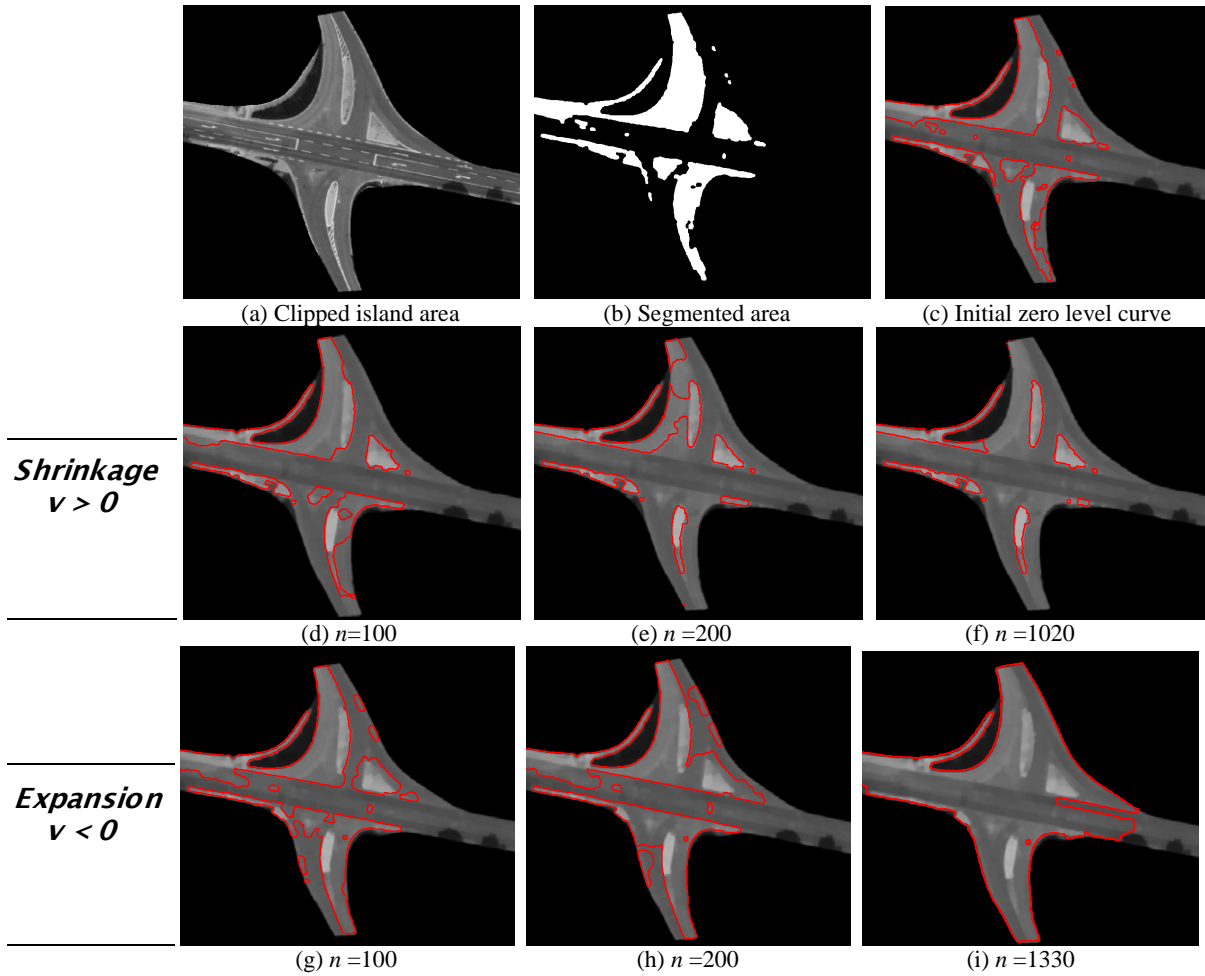 (a) Clipped island area
(b) Segmented area
(c) Initial zero level curve
Shrinkage
v > 0
(d) n=100
(e) n =200
(f) n =1020
Expansion
v < 0
(g) n=100
(h) n=200
(i) n=1330